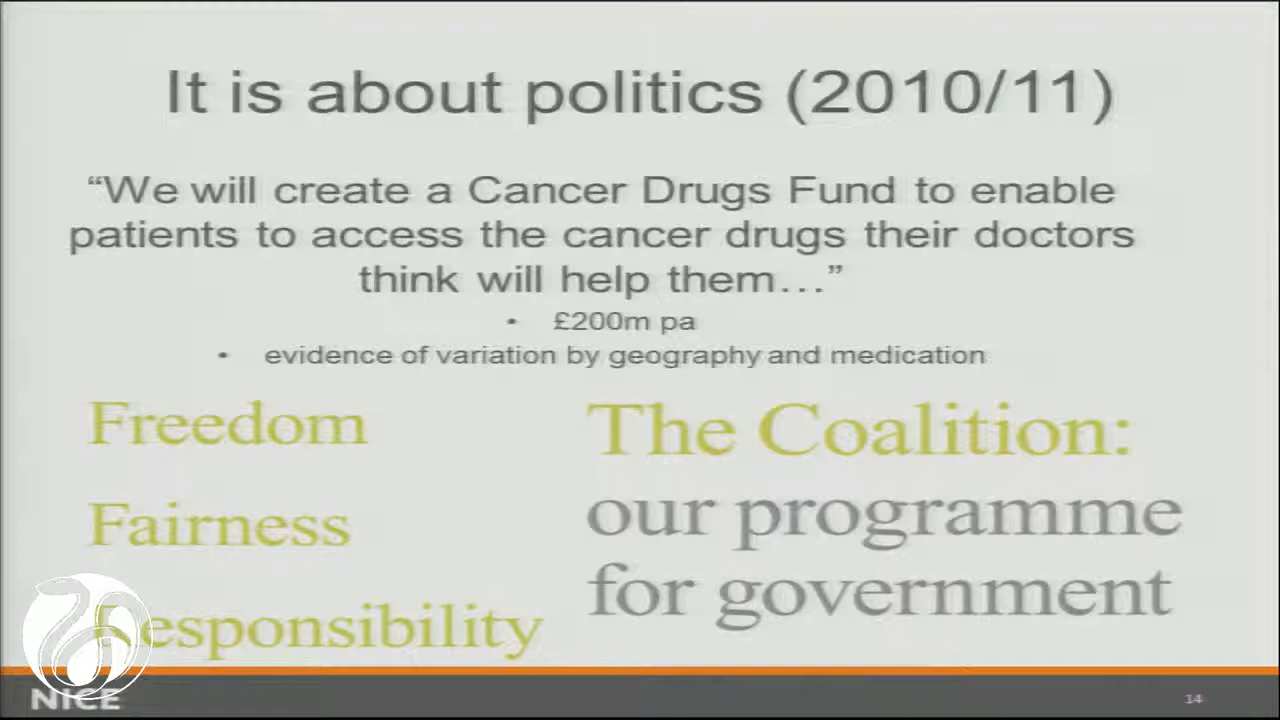 It is about politics (2010/11)
“We will create a Cancer Drugs Fund to enable
patients to access the cancer drugs their doctors
think will help them…”
• £200m pa
• evidence of variation by geography and medication
Freedom
Fairness
Responsibility
The Coalition:
our programme
for government
NICE
14